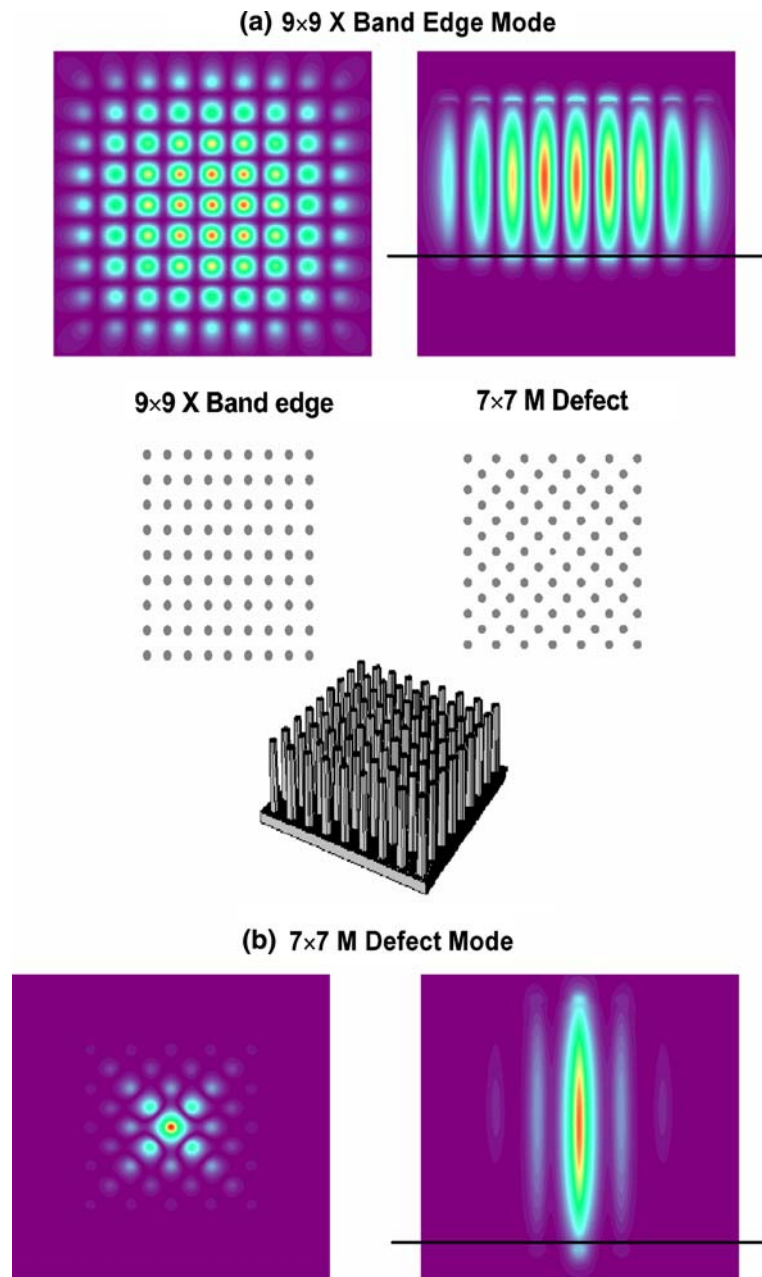 (a) 9×9 X Band Edge Mode
9×9 X Band edge
7×7 M Defect
(b) 7×7 M Defect Mode